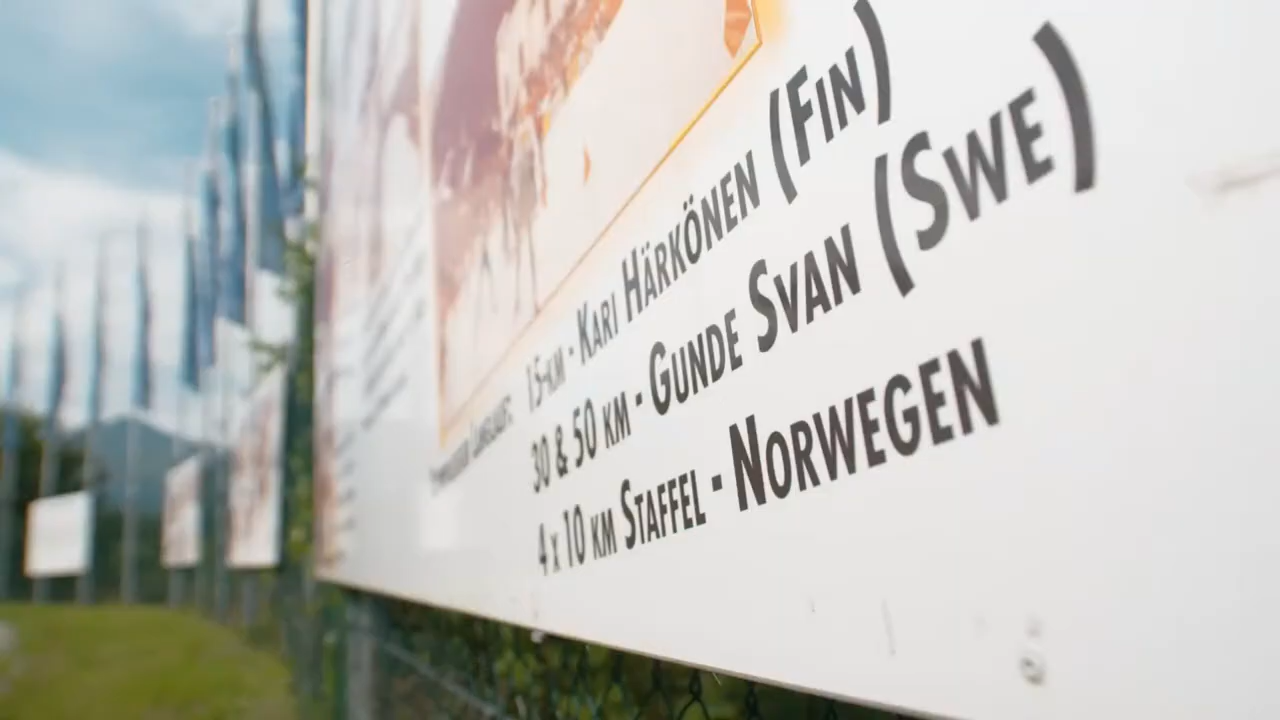 15-KM - KARI HÄRKÖNEN (FIN)
30 & 50 KM - GUNDE SVAN (SWE)
4 x 10 KM STAFFEL - NORWEGEN